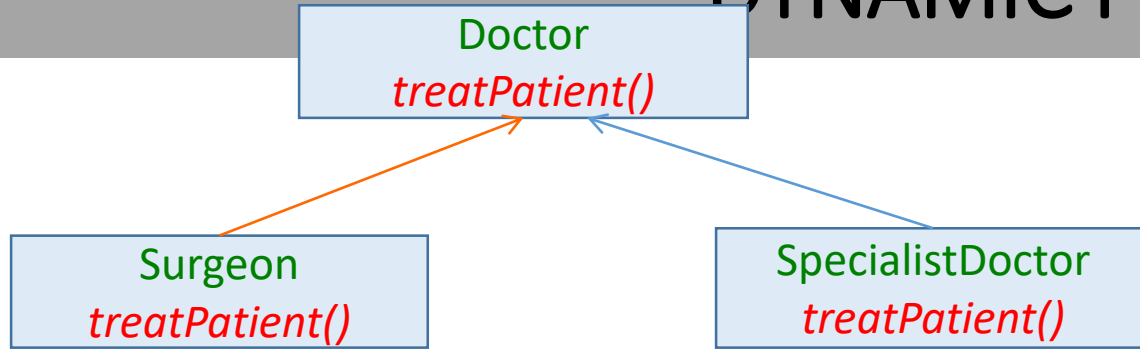 Doctor
treatPatient()
Surgeon
treatPatient()
SpecialistDoctor
treatPatient()